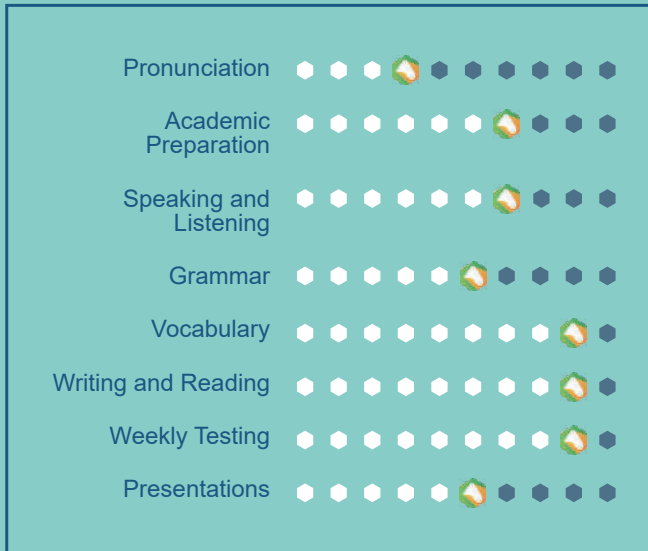 Pronunciation
Academic
Preparation
Speaking and
Listening
Grammar
Vocabulary
Writing and Reading
Weekly Testing
Presentations